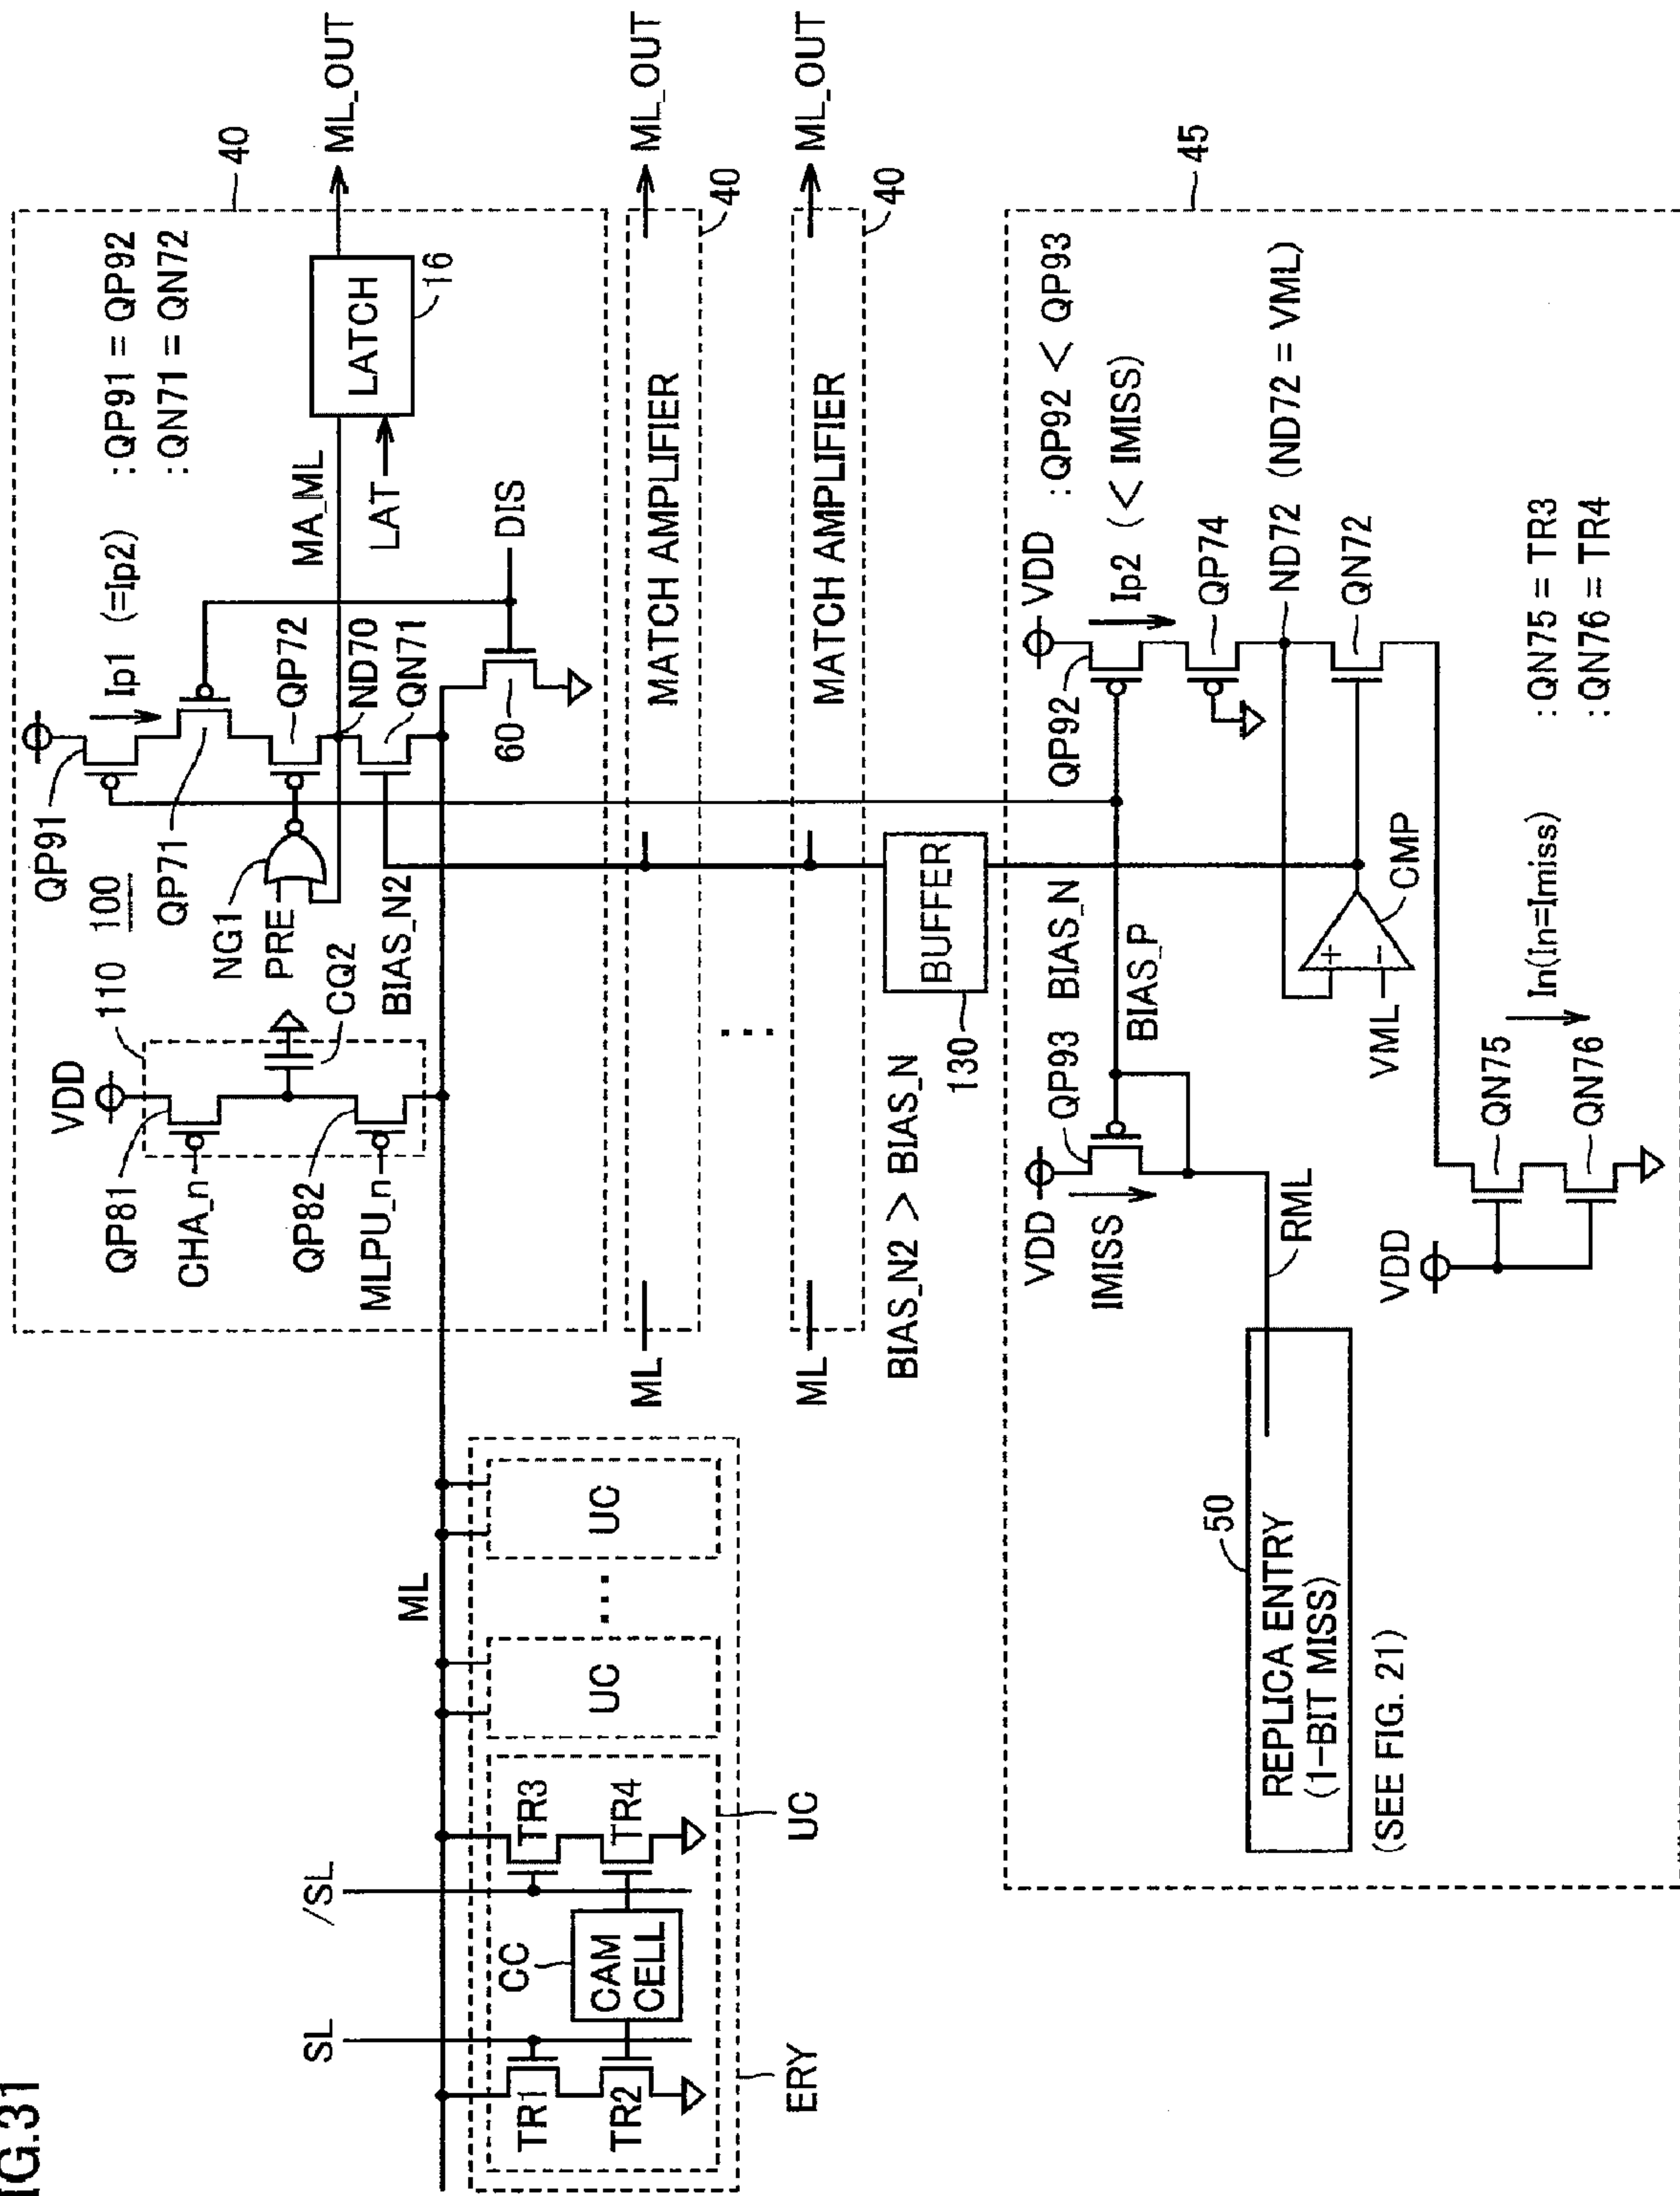 IG.31
SL
/SL
ML
CC
CAM
CELL
TR1
TR2
TR3
TR4
UC
UC
UC
ERY
VDD
110
100
QP81
CHA_n
QP82
MLPU_n
CQ2
NG1
PRE
BIAS_N2
QP91
QP71
Ip1 (=Ip2)
QP72
ND70
QN71
MA_ML
LAT
LATCH
16
:QP91 = QP92
:QN71 = QN72
60
DIS
40
ML_OUT
ML
MATCH AMPLIFIER
40
ML_OUT
ML
MATCH AMPLIFIER
40
ML_OUT
BIAS_N2 > BIAS_N
130
BUFFER
45
VDD
QP93
BIAS_N
IMISS
BIAS_P
RML
50
REPLICA ENTRY
(1-BIT MISS)
(SEE FIG. 21)
VDD
QP92
:QP92 < QP93
Ip2 (< IMISS)
QP74
ND72 (ND72 = VML)
QN72
VML
+
−
CMP
VDD
QN75
QN76
In(In=Imiss)
:QN75 = TR3
:QN76 = TR4